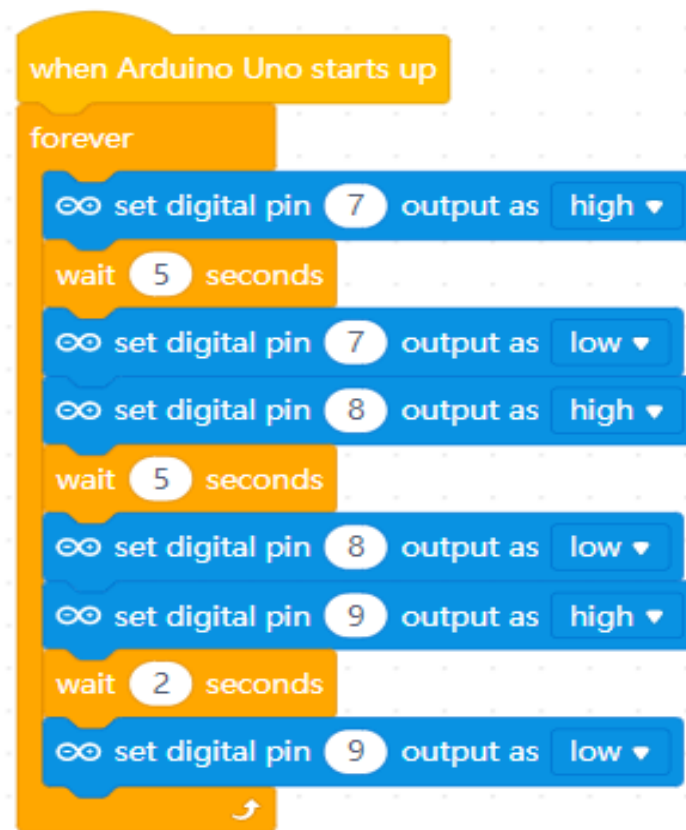 when Arduino Uno starts up
forever
set digital pin 7 output as high
wait 5 seconds
set digital pin 7 output as low
set digital pin 8 output as high
wait 5 seconds
set digital pin 8 output as low
set digital pin 9 output as high
wait 2 seconds
set digital pin 9 output as low